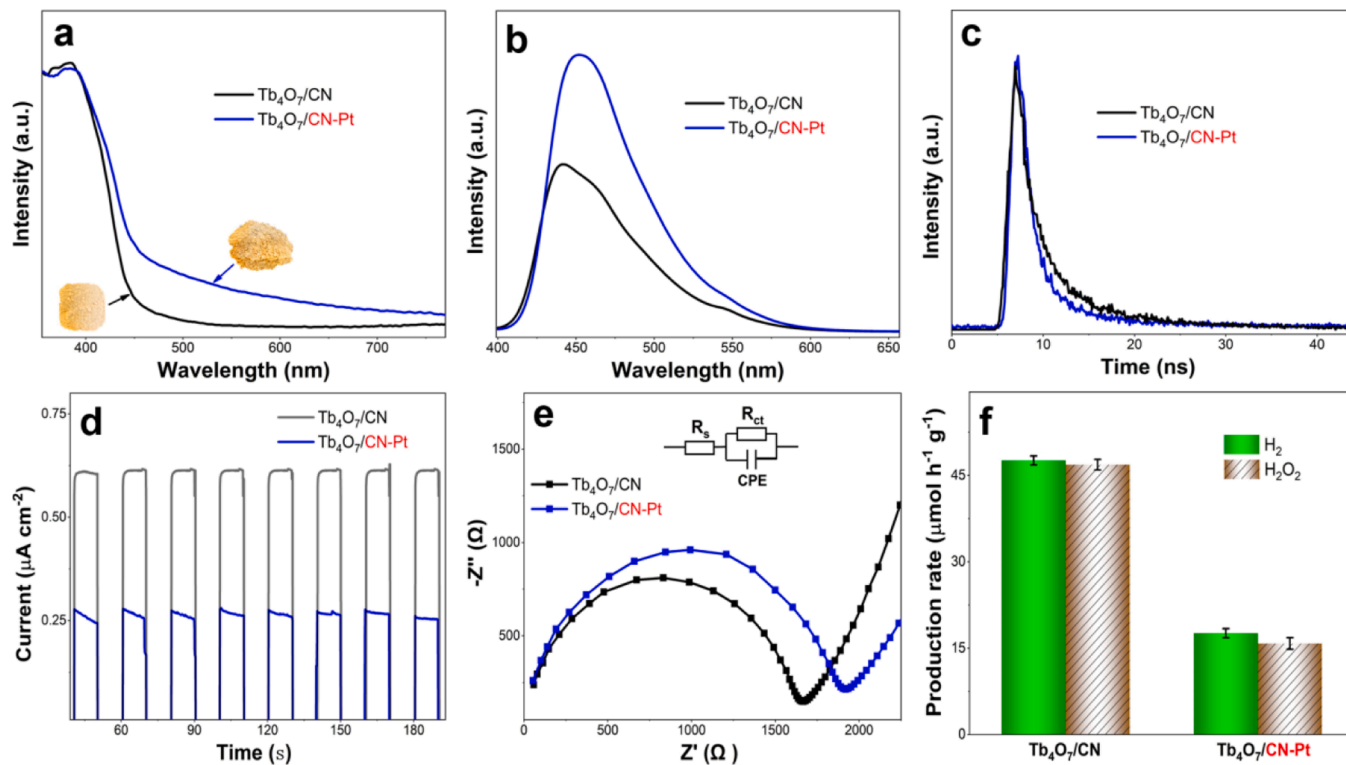 a
Intensity (a.u.)
Tb₄O₇/CN
Tb₄O₇/CN-Pt
400 500 600 700
Wavelength (nm)
b
Intensity (a.u.)
Tb₄O₇/CN
Tb₄O₇/CN-Pt
400 450 500 550 600 650
Wavelength (nm)
c
Intensity (a.u.)
Tb₄O₇/CN
Tb₄O₇/CN-Pt
0 10 20 30 40
Time (ns)
d
Current (μA cm⁻²)
Tb₄O₇/CN
Tb₄O₇/CN-Pt
0.75
0.50
0.25
60 90 120 150 180
Time (s)
e
-Z'' (Ω)
Rₛ
R꜀ₜ
CPE
Tb₄O₇/CN
Tb₄O₇/CN-Pt
1500
1000
500
500 1000 1500 2000
Z' (Ω)
f
Production rate (μmol h⁻¹ g⁻¹)
H₂
H₂O₂
45
30
15
0
Tb₄O₇/CN
Tb₄O₇/CN-Pt